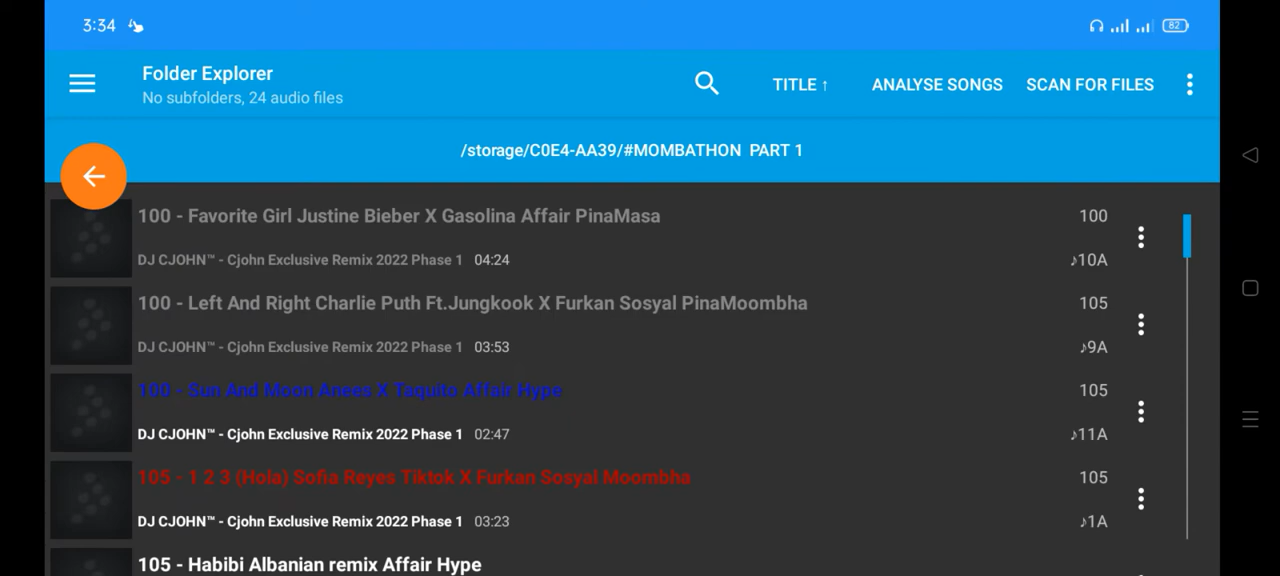 3:34
82
Folder Explorer
No subfolders, 24 audio files
TITLE ↑
ANALYSE SONGS
SCAN FOR FILES
/storage/C0E4-AA39/#MOMBATHON  PART 1
100 - Favorite Girl Justine Bieber X Gasolina Affair PinaMasa
100
DJ CJOHN™ - Cjohn Exclusive Remix 2022 Phase 1 04:24
♪10A
100 - Left And Right Charlie Puth Ft.Jungkook X Furkan Sosyal PinaMoombha
105
DJ CJOHN™ - Cjohn Exclusive Remix 2022 Phase 1 03:53
♪9A
100 - Sun And Moon Anees X Taquito Affair Hype
105
DJ CJOHN™ - Cjohn Exclusive Remix 2022 Phase 1 02:47
♪11A
105 - 1 2 3 (Hola) Sofia Reyes Tiktok X Furkan Sosyal Moombha
105
DJ CJOHN™ - Cjohn Exclusive Remix 2022 Phase 1 03:23
♪1A
105 - Habibi Albanian remix Affair Hype